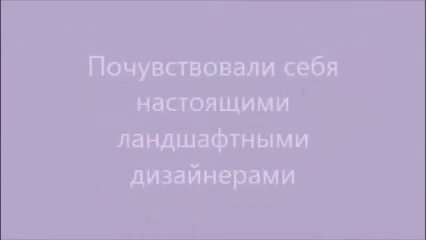 Почувствовали себя
настоящими
ландшафтными
дизайнерами